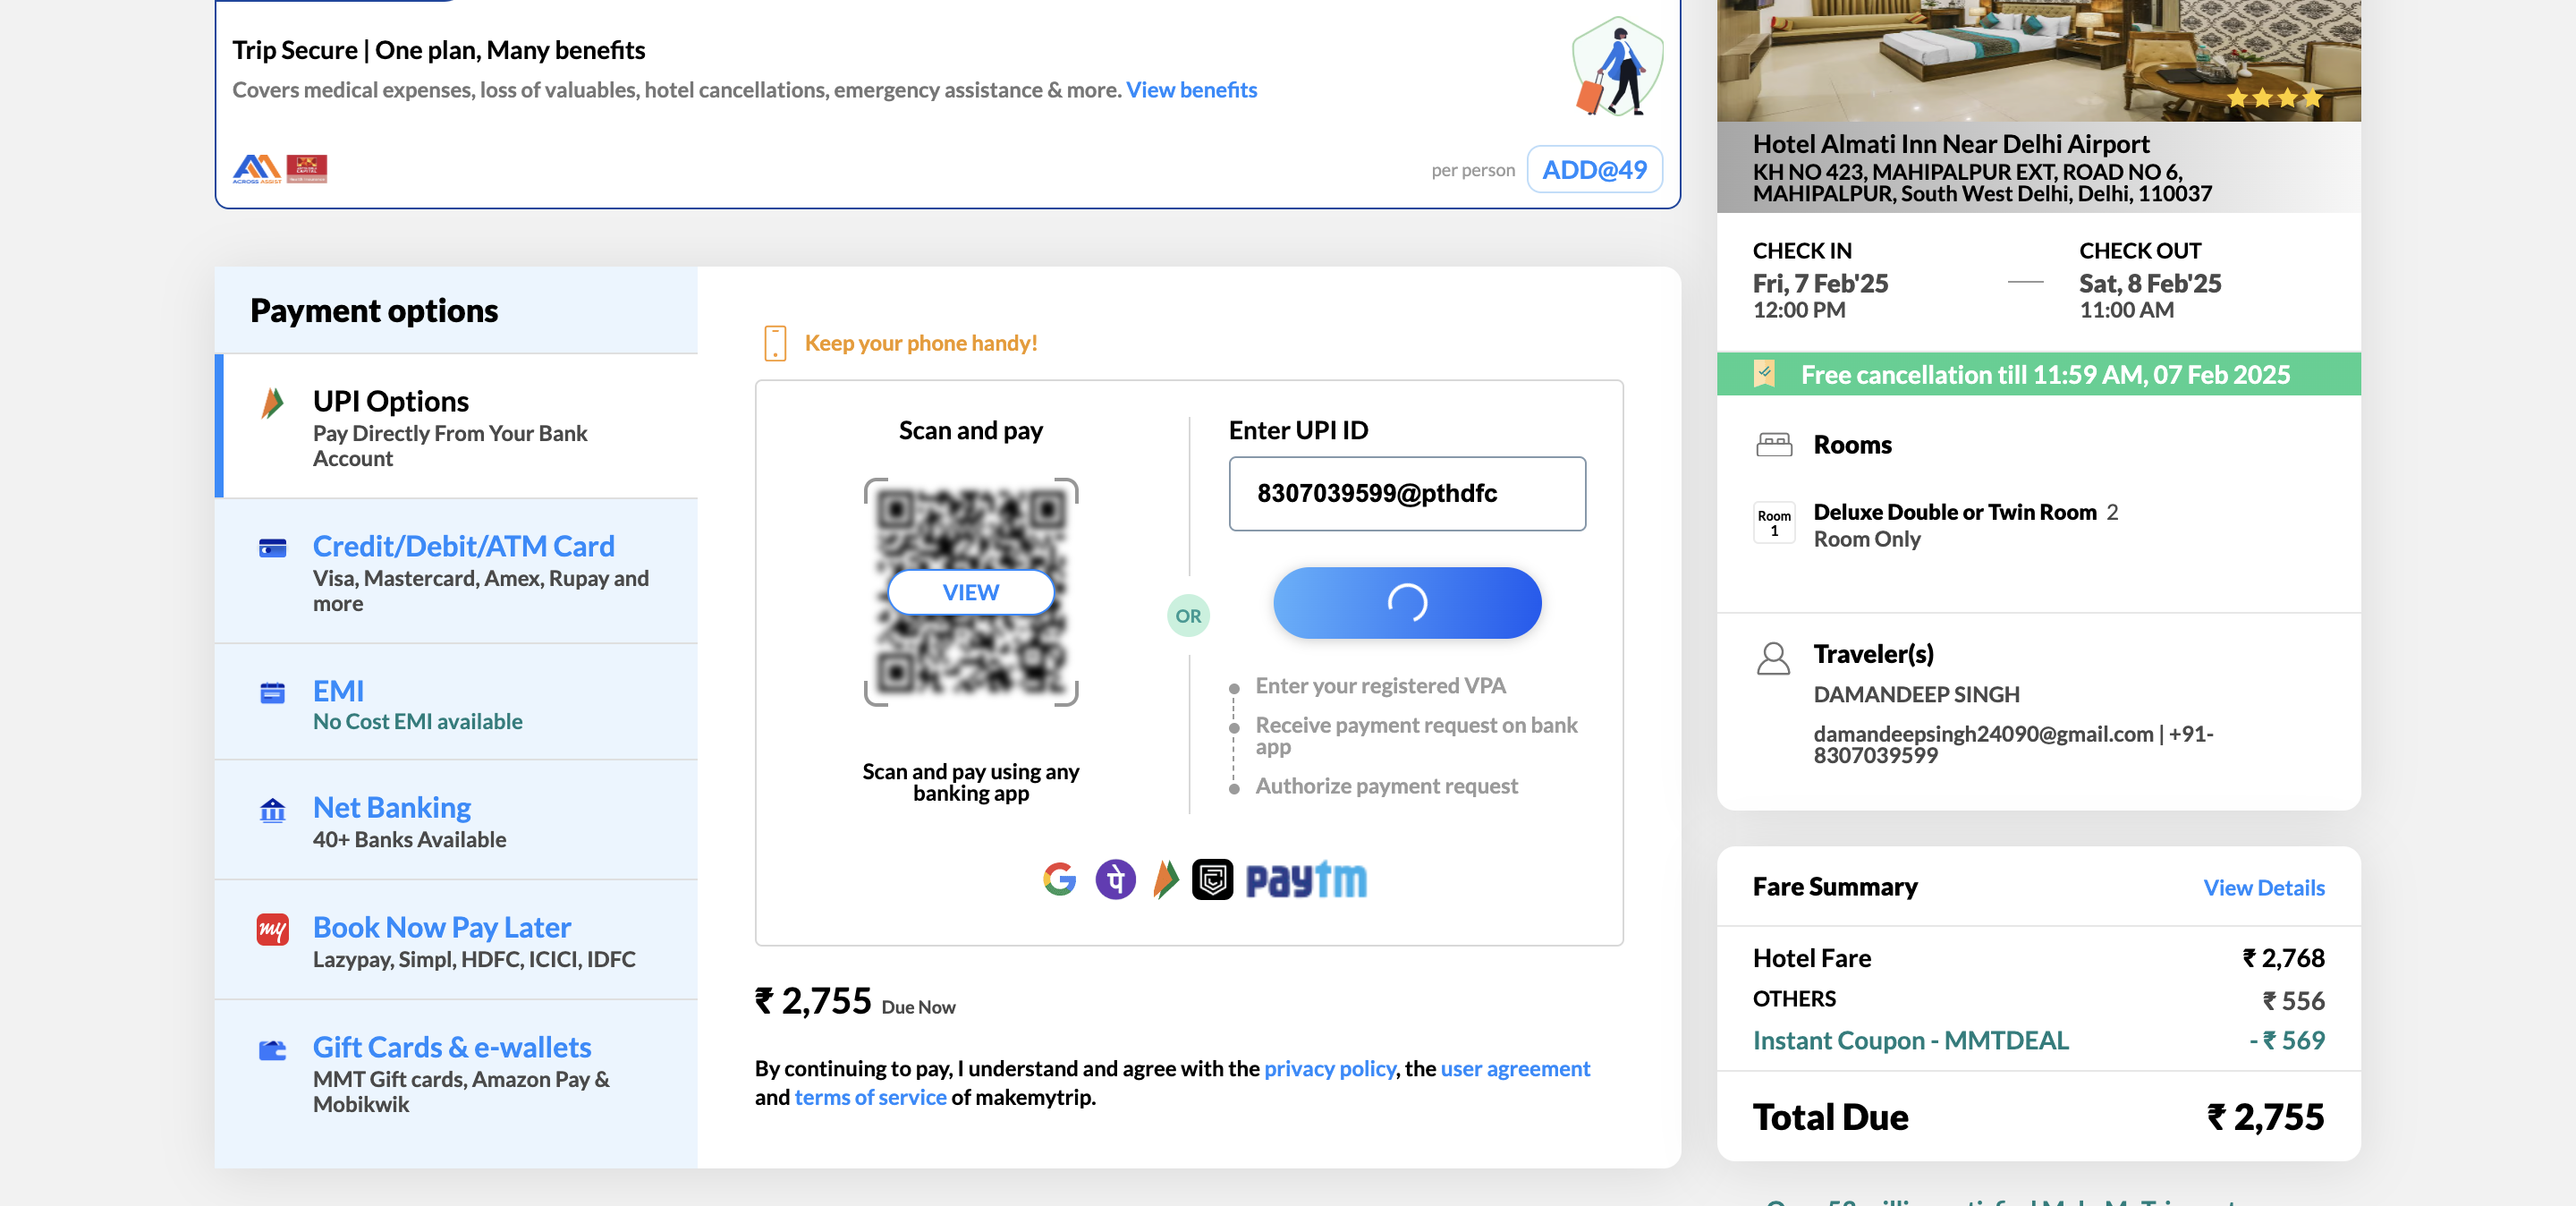 Trip Secure | One plan, Many benefits
Covers medical expenses, loss of valuables, hotel cancellations, emergency assistance & more. View benefits
ACROSS ASSIST
per person
ADD@49
Payment options
UPI Options
Pay Directly From Your Bank
Account
Credit/Debit/ATM Card
Visa, Mastercard, Amex, Rupay and
more
EMI
No Cost EMI available
Net Banking
40+ Banks Available
my
Book Now Pay Later
Lazypay, Simpl, HDFC, ICICI, IDFC
Gift Cards & e-wallets
MMT Gift cards, Amazon Pay &
Mobikwik
Keep your phone handy!
Scan and pay
VIEW
Scan and pay using any
banking app
OR
Enter UPI ID
8307039599@pthdfc
Enter your registered VPA
Receive payment request on bank
app
Authorize payment request
G पे paytm
₹ 2,755 Due Now
By continuing to pay, I understand and agree with the privacy policy, the user agreement
and terms of service of makemytrip.
Hotel Almati Inn Near Delhi Airport
KH NO 423, MAHIPALPUR EXT, ROAD NO 6,
MAHIPALPUR, South West Delhi, Delhi, 110037
CHECK IN
Fri, 7 Feb'25
12:00 PM
CHECK OUT
Sat, 8 Feb'25
11:00 AM
Free cancellation till 11:59 AM, 07 Feb 2025
Rooms
Room
1
Deluxe Double or Twin Room 2
Room Only
Traveler(s)
DAMANDEEP SINGH
damandeepsingh24090@gmail.com | +91-
8307039599
Fare Summary
View Details
Hotel Fare ₹ 2,768
OTHERS ₹ 556
Instant Coupon - MMTDEAL - ₹ 569
Total Due ₹ 2,755